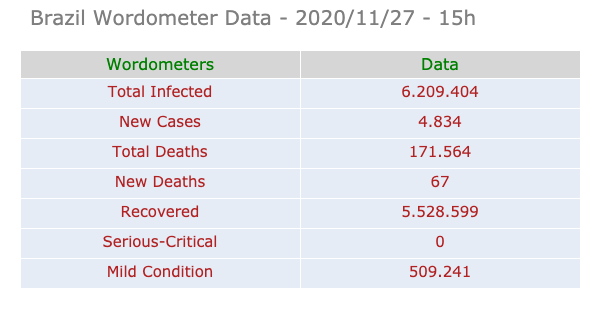 Brazil Wordometer Data - 2020/11/27 - 15h
Wordometers Data
Total Infected 6.209.404
New Cases 4.834
Total Deaths 171.564
New Deaths 67
Recovered 5.528.599
Serious-Critical 0
Mild Condition 509.241